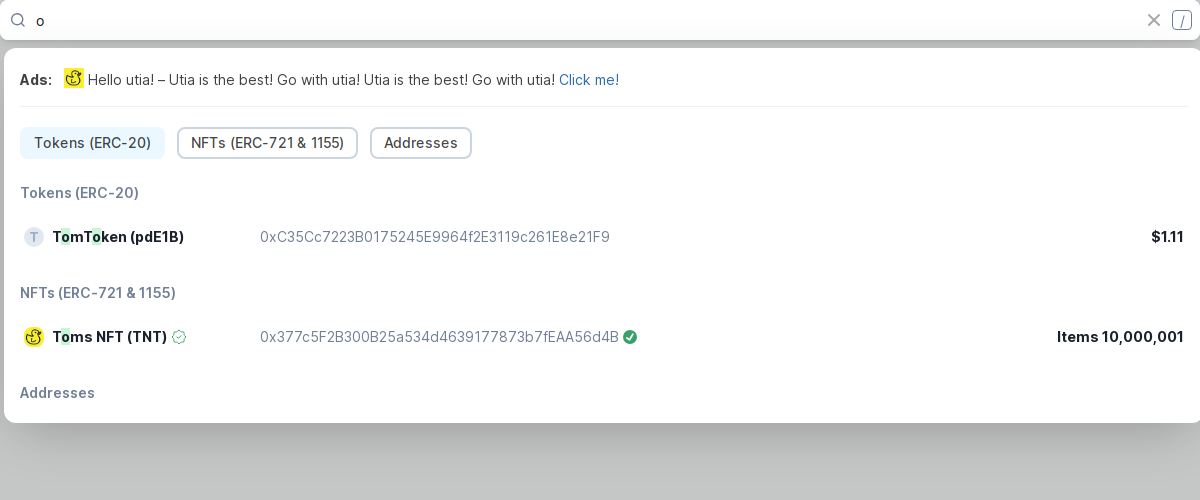 o
/
Ads: Hello utia! – Utia is the best! Go with utia! Utia is the best! Go with utia! Click me!
Tokens (ERC-20) NFTs (ERC-721 & 1155) Addresses
Tokens (ERC-20)
T TomToken (pdE1B) 0xC35Cc7223B0175245E9964f2E3119c261E8e21F9 $1.11
NFTs (ERC-721 & 1155)
Toms NFT (TNT) 0x377c5F2B300B25a534d4639177873b7fEAA56d4B Items 10,000,001
Addresses